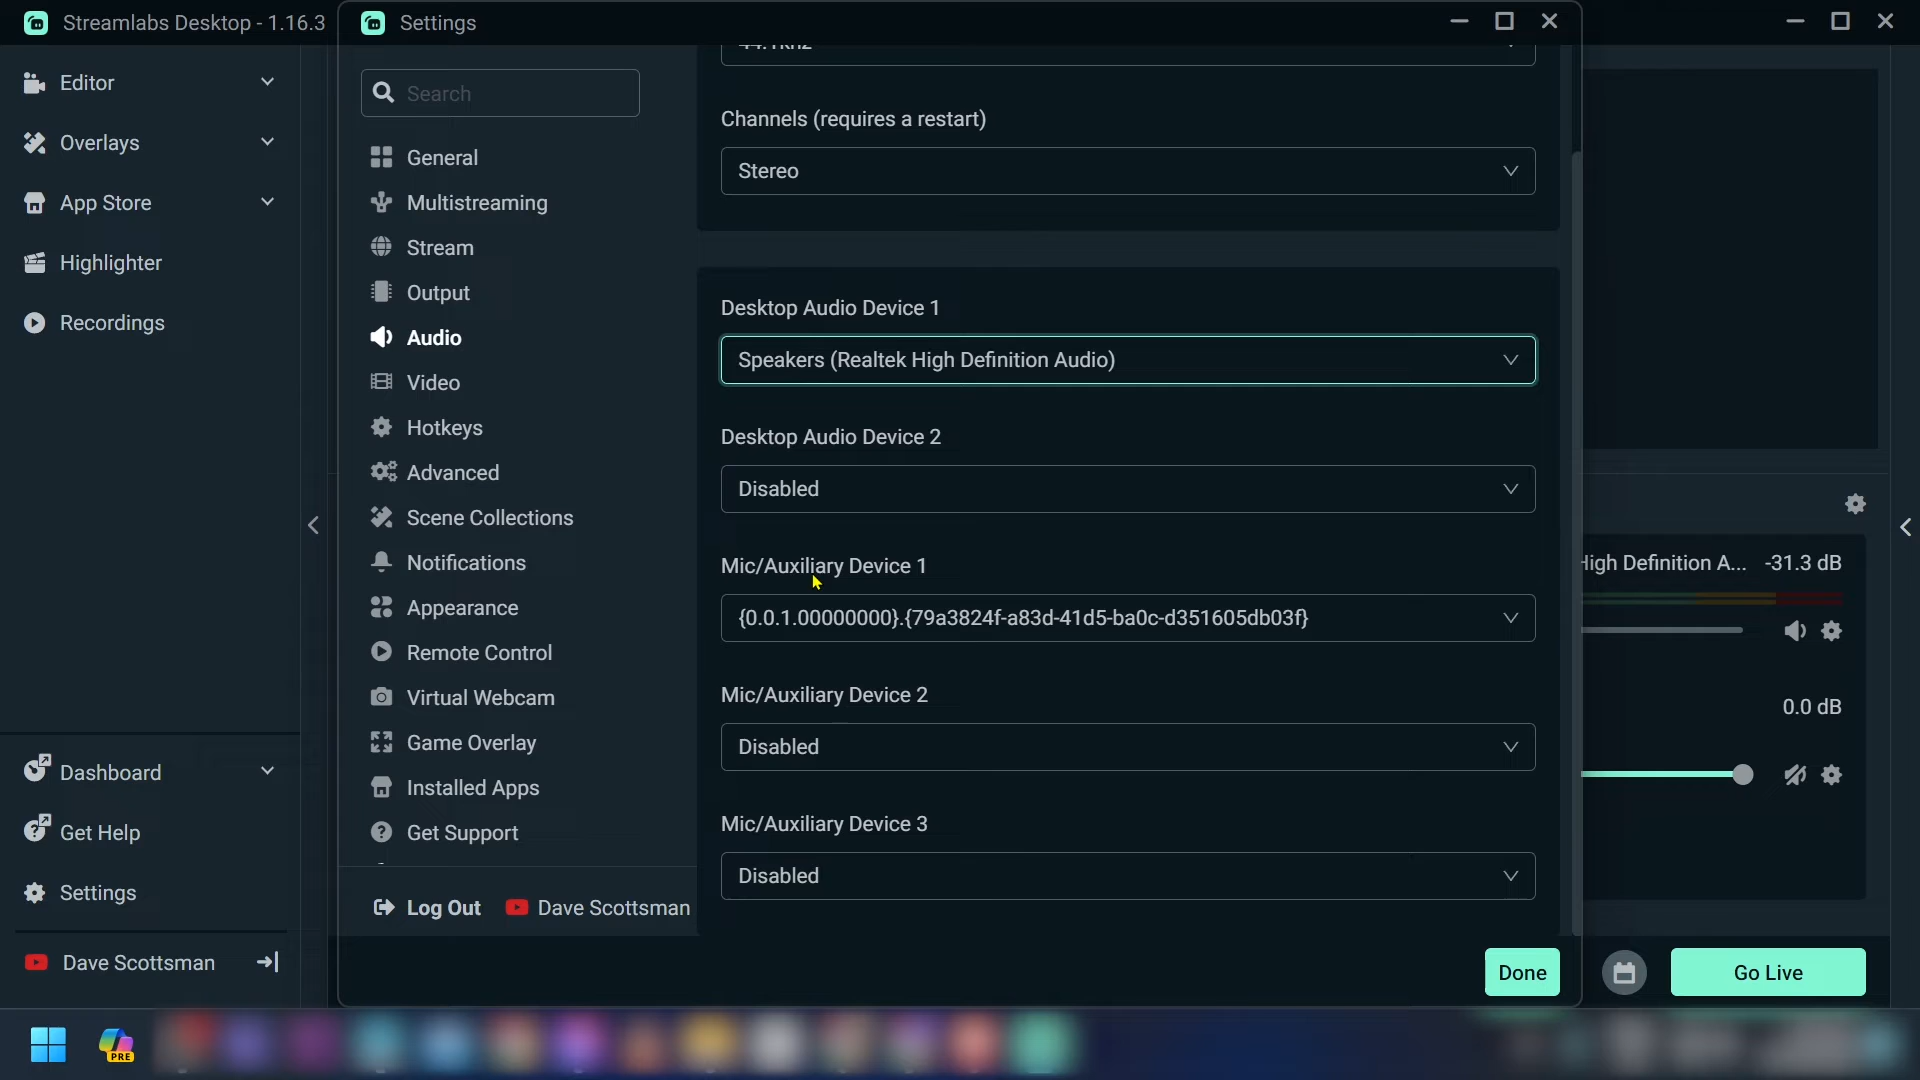 Streamlabs Desktop - 1.16.3
Settings
Editor
Overlays
App Store
Highlighter
Recordings
Dashboard
Get Help
Settings
Dave Scottsman
Search
General
Multistreaming
Stream
Output
Audio
Video
Hotkeys
Advanced
Scene Collections
Notifications
Appearance
Remote Control
Virtual Webcam
Game Overlay
Installed Apps
Get Support
Log Out
Dave Scottsman
Channels (requires a restart)
Stereo
Desktop Audio Device 1
Speakers (Realtek High Definition Audio)
Desktop Audio Device 2
Disabled
Mic/Auxiliary Device 1
{0.0.1.00000000}.{79a3824f-a83d-41d5-ba0c-d351605db03f}
Mic/Auxiliary Device 2
Disabled
Mic/Auxiliary Device 3
Disabled
Done
High Definition A... -31.3 dB
0.0 dB
Go Live
PRE